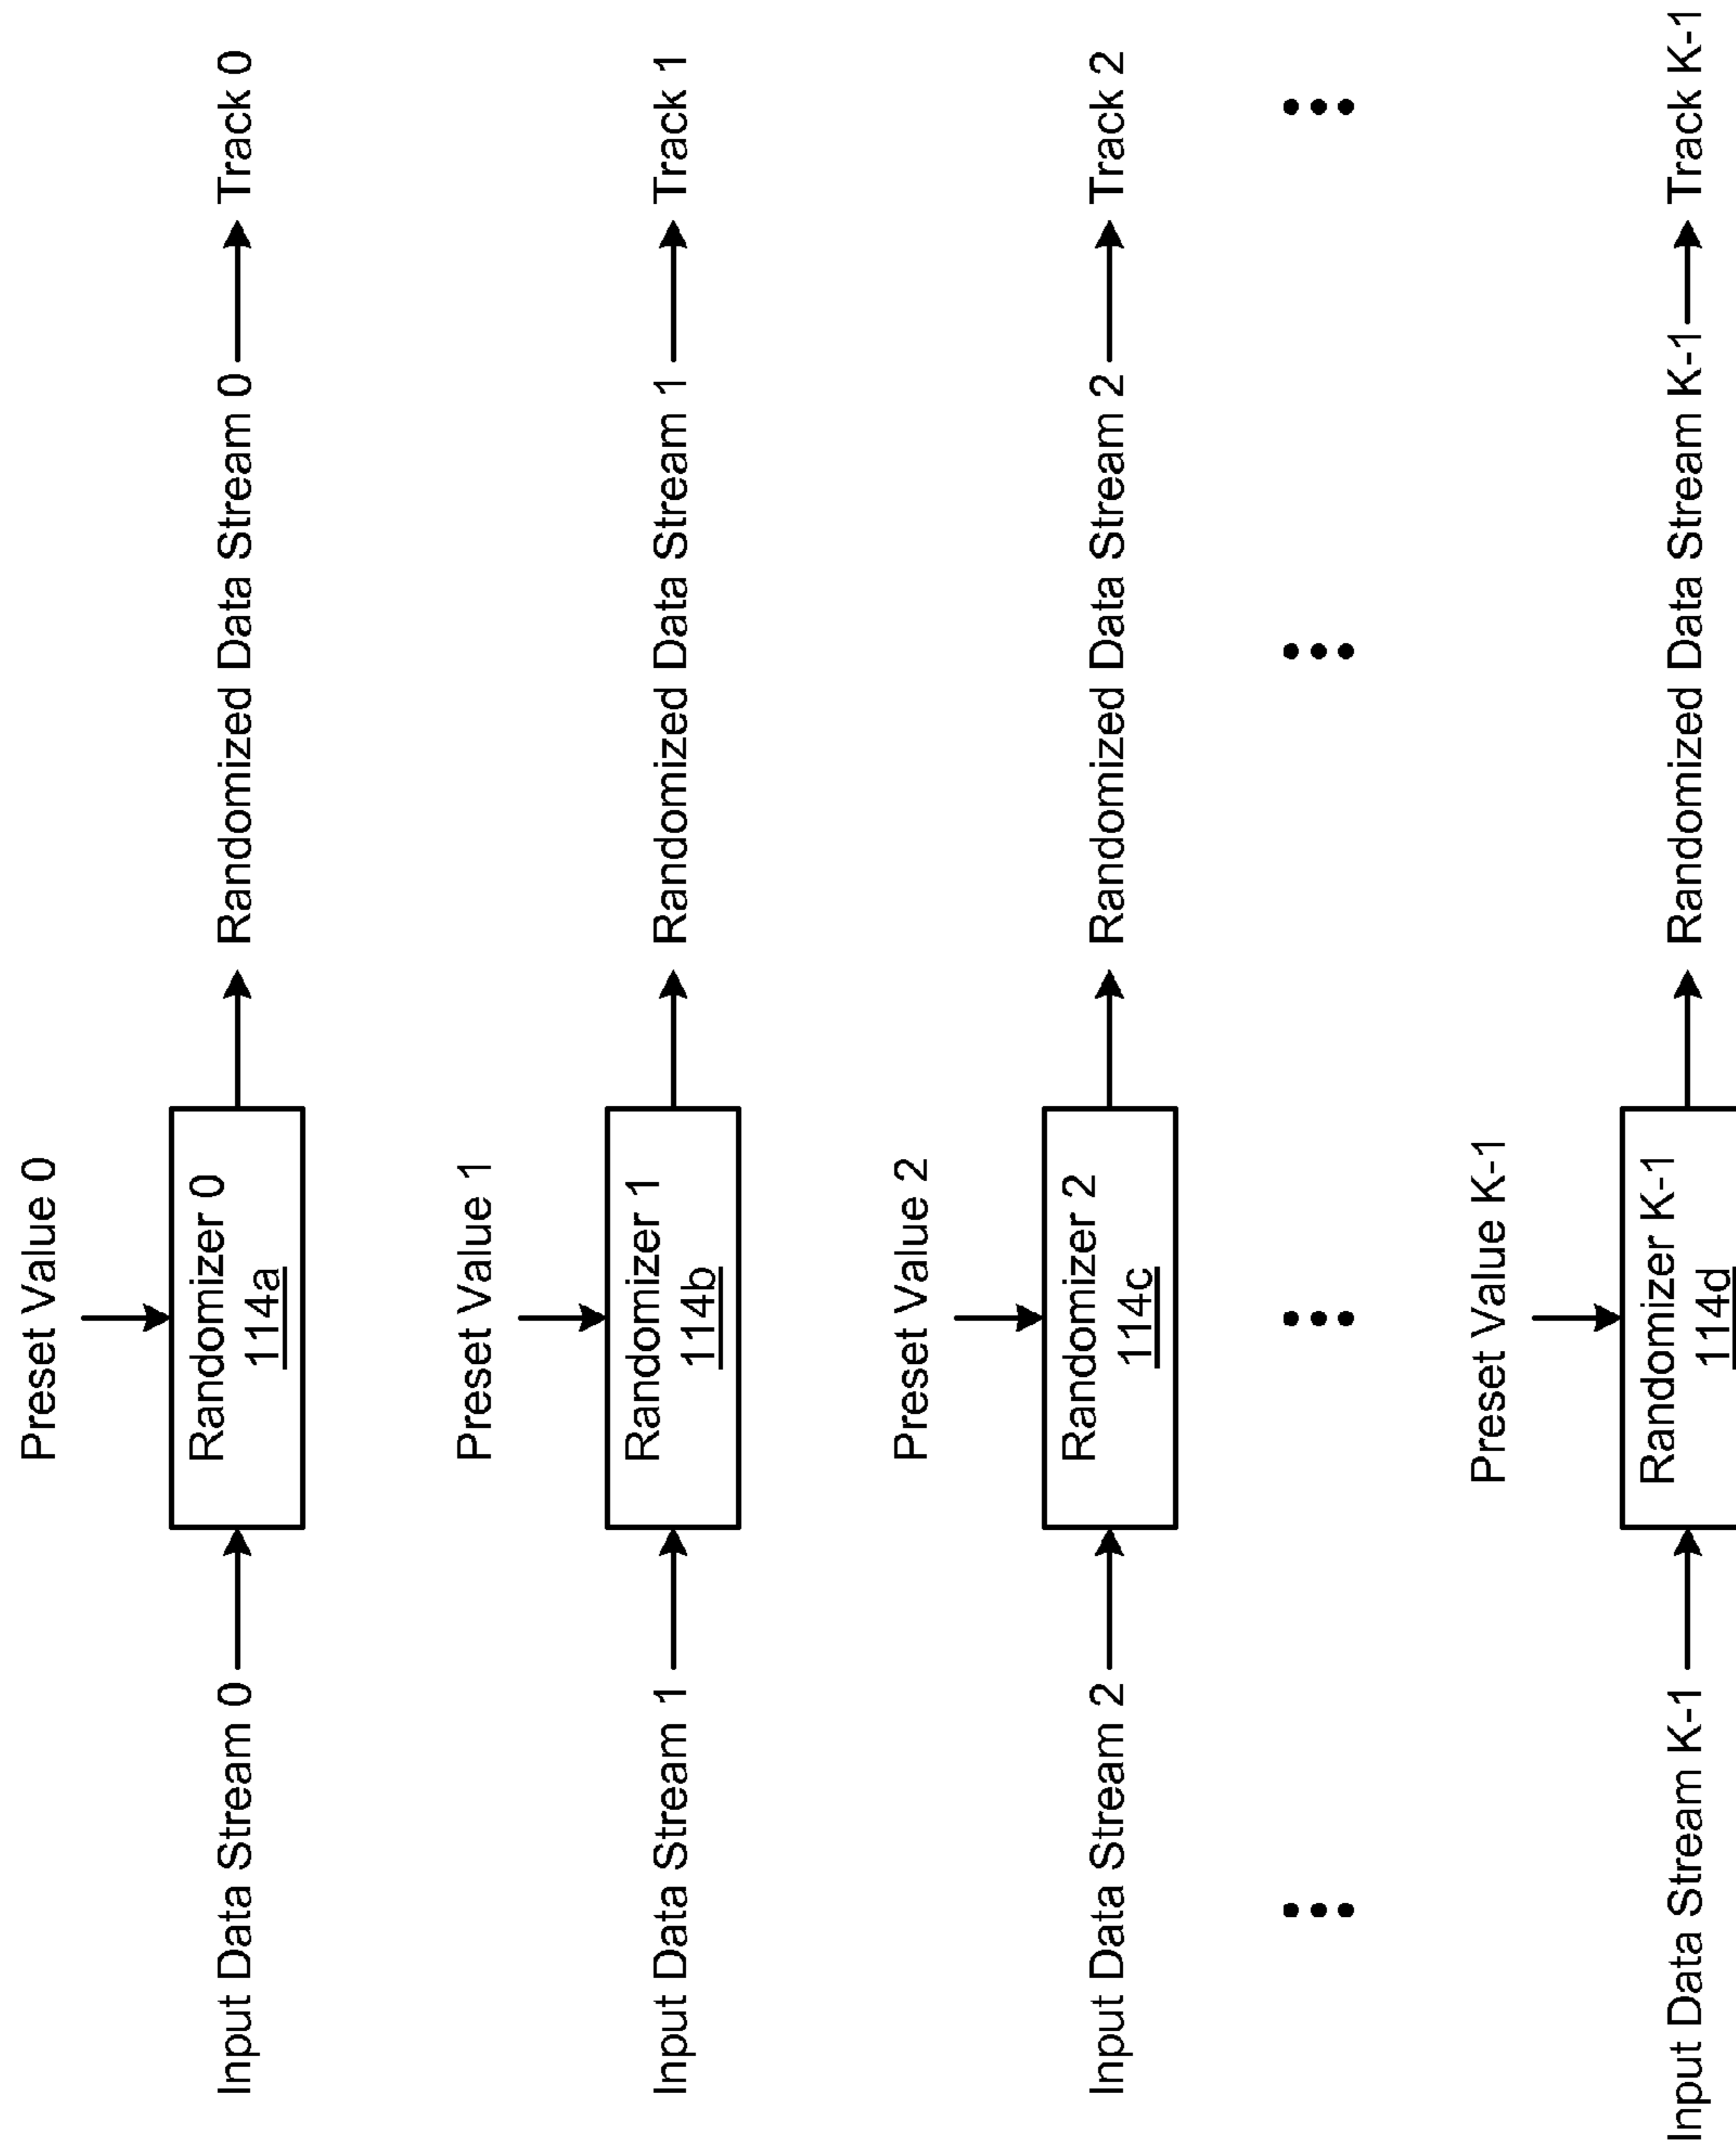 Preset Value 0
Input Data Stream 0
Randomizer 0
114a
Randomized Data Stream 0
Track 0
Preset Value 1
Input Data Stream 1
Randomizer 1
114b
Randomized Data Stream 1
Track 1
Preset Value 2
Input Data Stream 2
Randomizer 2
114c
Randomized Data Stream 2
Track 2
Preset Value K-1
Input Data Stream K-1
Randomizer K-1
114d
Randomized Data Stream K-1
Track K-1